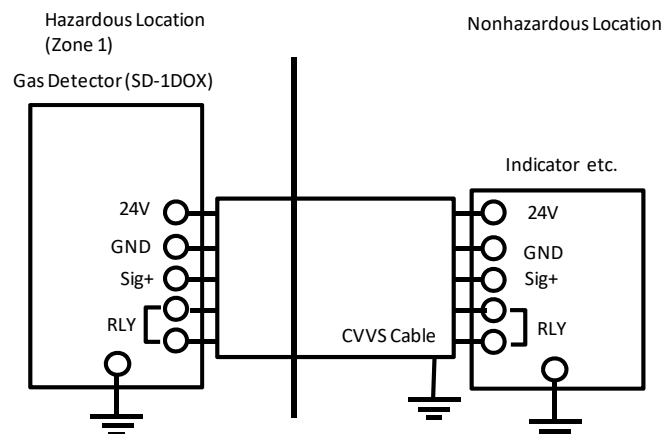 Hazardous Location
(Zone 1)
Nonhazardous Location
Gas Detector (SD-1DOX)
Indicator etc.
24V
GND
Sig+
RLY
CVVS Cable
24V
GND
Sig+
RLY